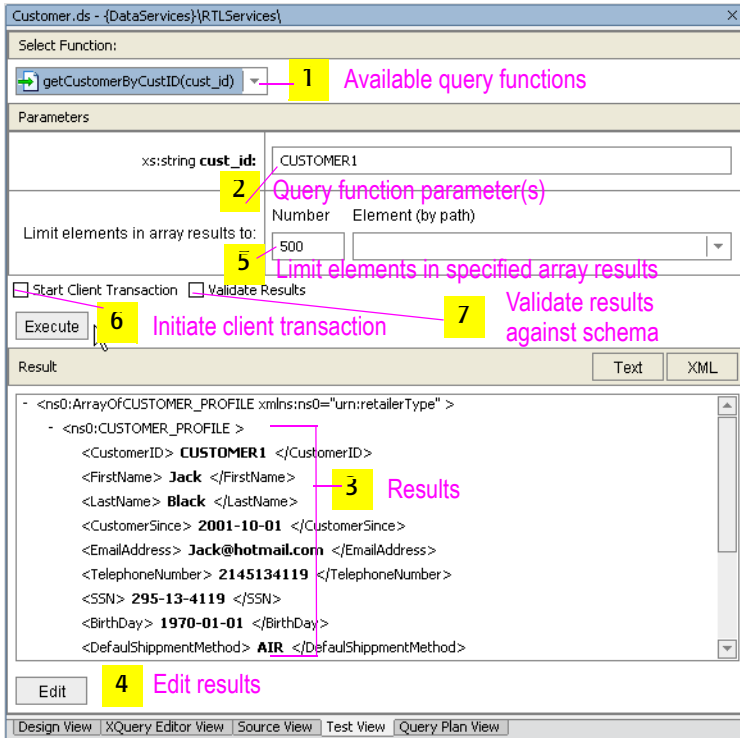 Customer.ds - {DataServices}\RTLServices\
Select Function:
getCustomerByCustID(cust_id)
1 Available query functions
Parameters
xs:string cust_id: CUSTOMER1
2 Query function parameter(s)
Number Element (by path)
Limit elements in array results to: 500
5 Limit elements in specified array results
Start Client Transaction Validate Results
6 Initiate client transaction
7 Validate results
against schema
Execute
Result Text XML
- <ns0:ArrayOfCUSTOMER_PROFILE xmlns:ns0="urn:retailerType" >
- <ns0:CUSTOMER_PROFILE >
<CustomerID> CUSTOMER1 </CustomerID>
<FirstName> Jack </FirstName>
<LastName> Black </LastName>
3 Results
<CustomerSince> 2001-10-01 </CustomerSince>
<EmailAddress> Jack@hotmail.com </EmailAddress>
<TelephoneNumber> 2145134119 </TelephoneNumber>
<SSN> 295-13-4119 </SSN>
<BirthDay> 1970-01-01 </BirthDay>
<DefaulShippmentMethod> AIR </DefaulShippmentMethod>
Edit
4 Edit results
Design View XQuery Editor View Source View Test View Query Plan View